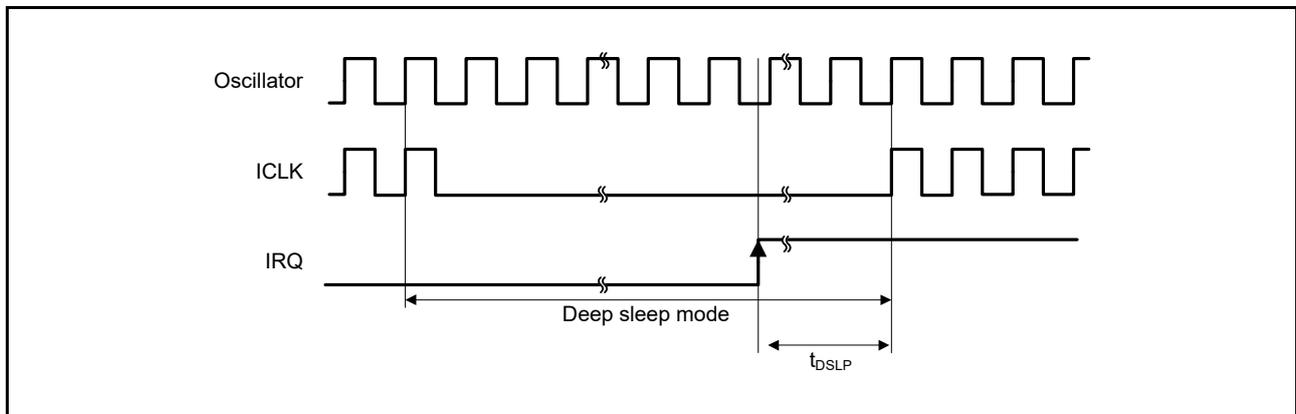 Oscillator
ICLK
IRQ
Deep sleep mode
tDSLP